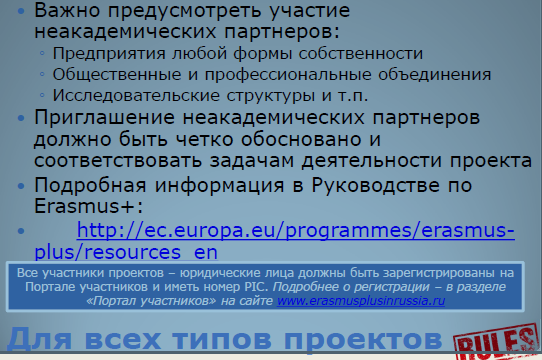 • Важно предусмотреть участие
неакадемических партнеров:
◦ Предприятия любой формы собственности
◦ Общественные и профессиональные объединения
◦ Исследовательские структуры и т.п.
• Приглашение неакадемических партнеров
должно быть четко обосновано и
соответствовать задачам деятельности проекта
• Подробная информация в Руководстве по
Erasmus+:
• http://ec.europa.eu/programmes/erasmus-
plus/resources_en
Все участники проектов – юридические лица должны быть зарегистрированы на
Портале участников и иметь номер PIC. Подробнее о регистрации – в разделе
«Портал участников» на сайте www.erasmusplusinrussia.ru
Для всех типов проектов
RULES